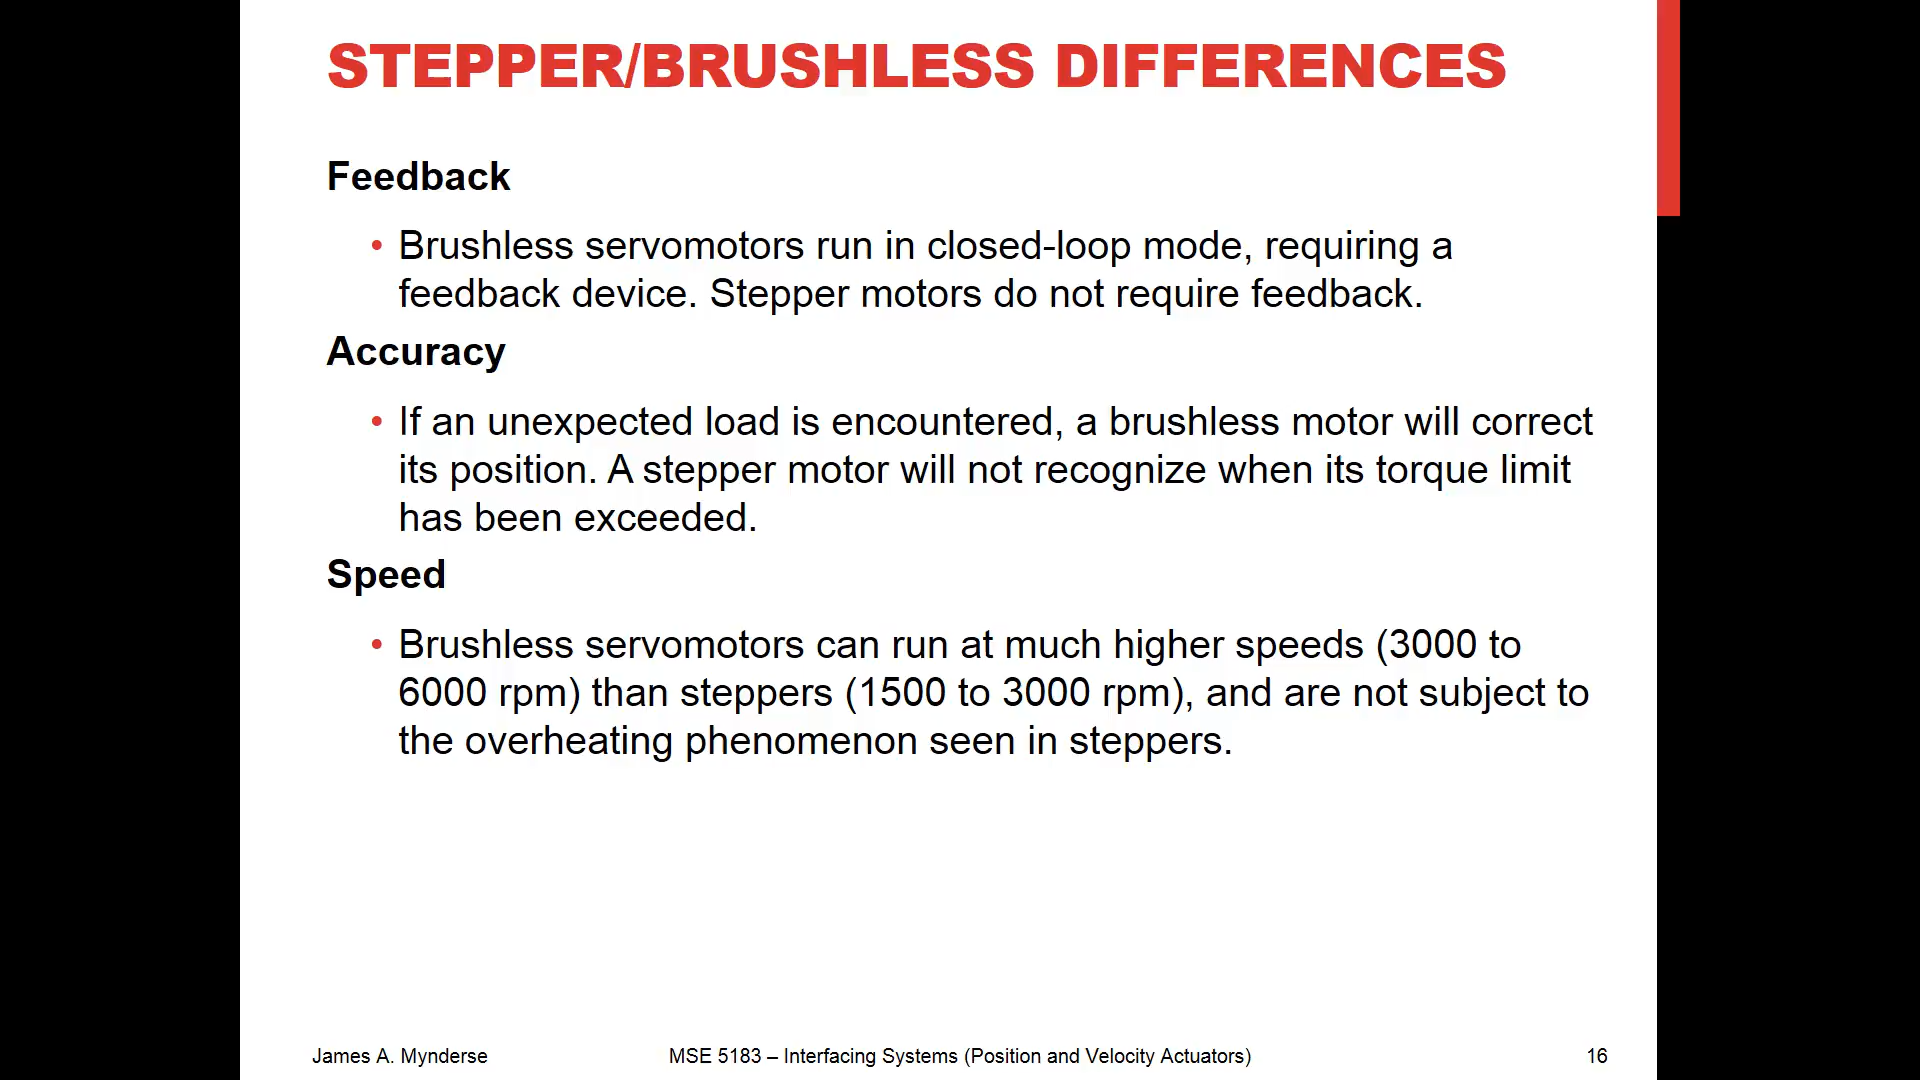 STEPPER/BRUSHLESS DIFFERENCES
Feedback
• Brushless servomotors run in closed-loop mode, requiring a
feedback device. Stepper motors do not require feedback.
Accuracy
• If an unexpected load is encountered, a brushless motor will correct
its position. A stepper motor will not recognize when its torque limit
has been exceeded.
Speed
• Brushless servomotors can run at much higher speeds (3000 to
6000 rpm) than steppers (1500 to 3000 rpm), and are not subject to
the overheating phenomenon seen in steppers.
James A. Mynderse
MSE 5183 – Interfacing Systems (Position and Velocity Actuators)
16